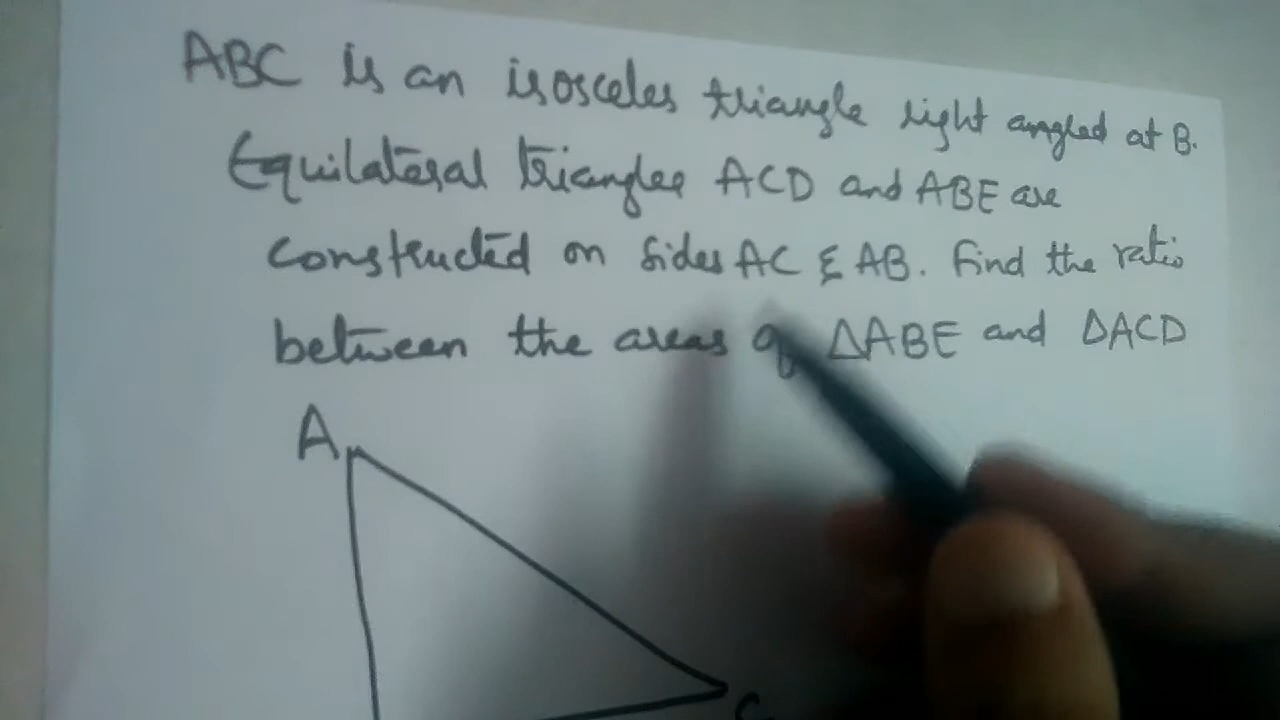 ABC is an isosceles triangle right angled at B.
Equilateral triangles ACD and ABE are
constructed on sides AC & AB. Find the ratio
between the areas of ΔABE and ΔACD
A
C